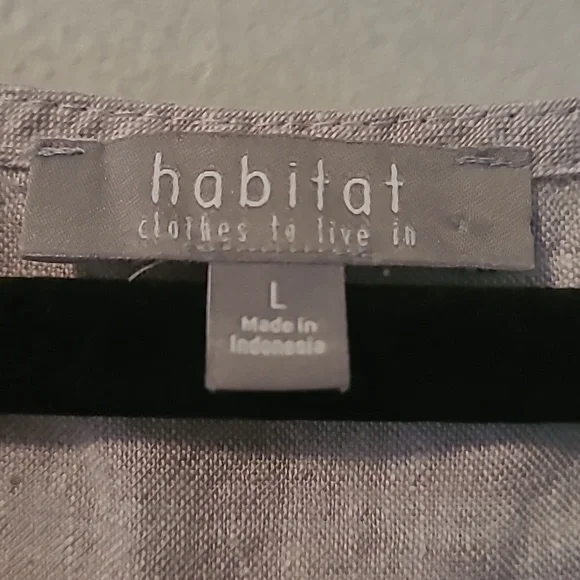 habitat
clothes to live in
L
Made in
Indonesia